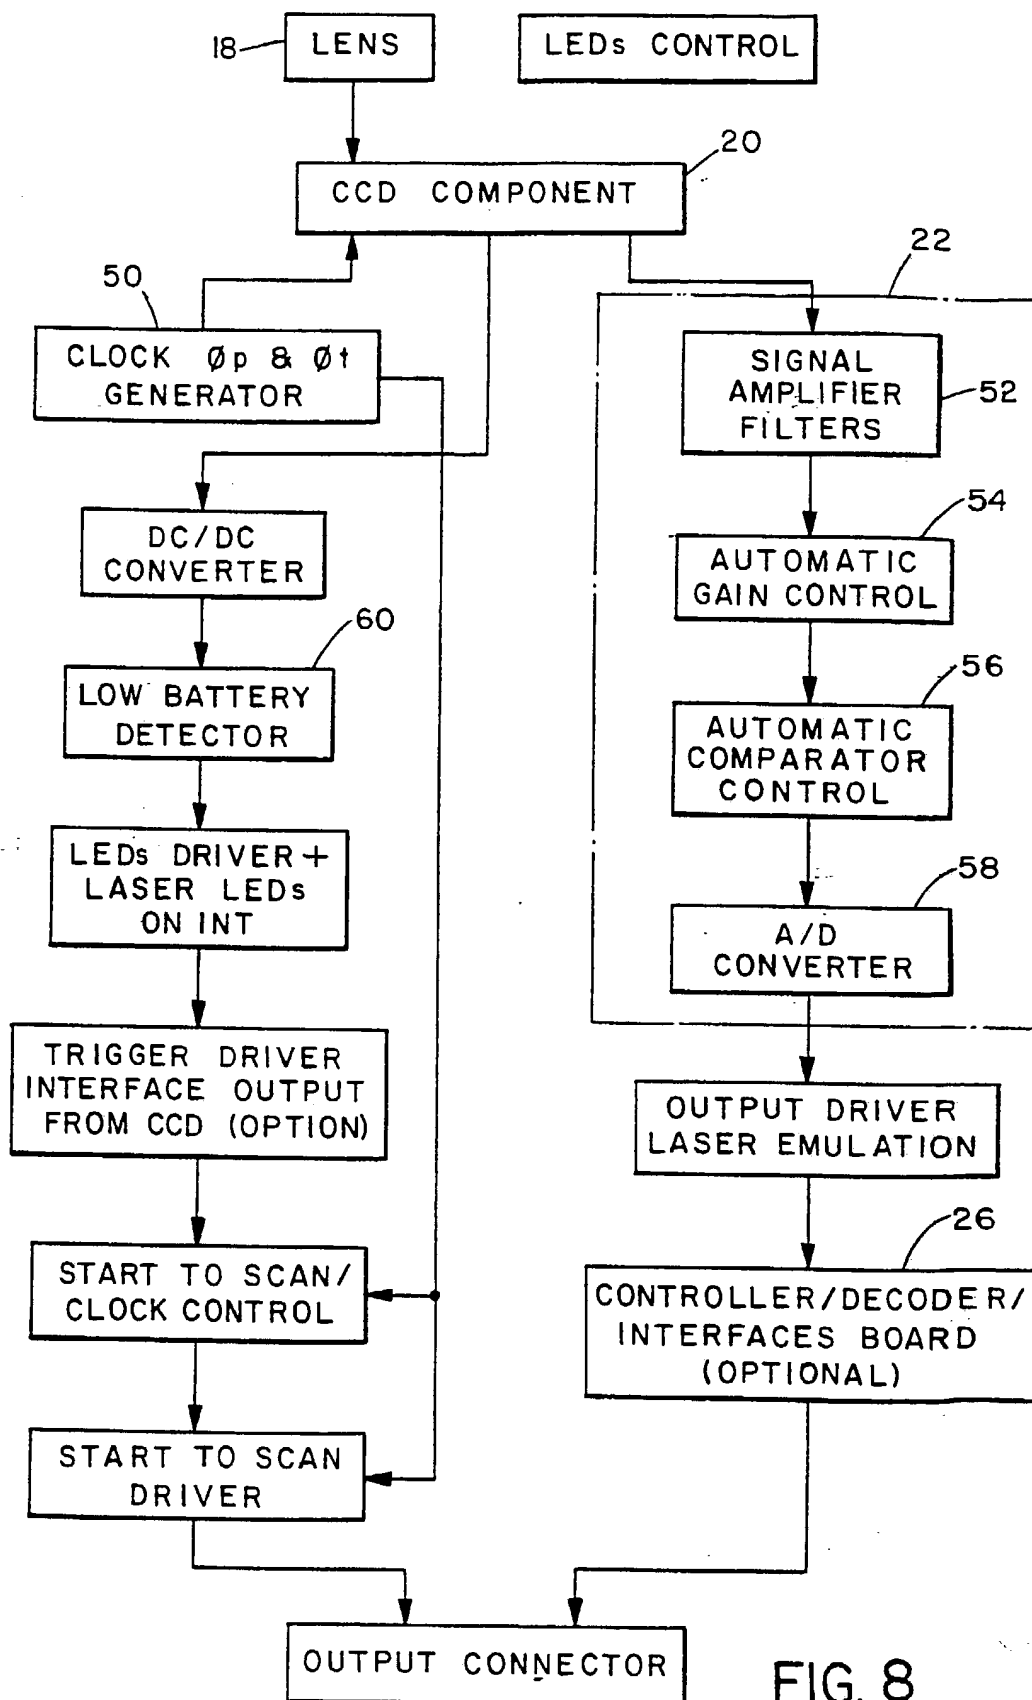 18
LENS
LEDs CONTROL
20
CCD COMPONENT
22
50
CLOCK Øp & Øt
GENERATOR
SIGNAL
AMPLIFIER
FILTERS
52
DC/DC
CONVERTER
54
AUTOMATIC
GAIN CONTROL
60
LOW BATTERY
DETECTOR
56
AUTOMATIC
COMPARATOR
CONTROL
LEDs DRIVER +
LASER LEDs
ON INT
58
A/D
CONVERTER
TRIGGER DRIVER
INTERFACE OUTPUT
FROM CCD (OPTION)
OUTPUT DRIVER
LASER EMULATION
START TO SCAN/
CLOCK CONTROL
26
CONTROLLER/DECODER/
INTERFACES BOARD
(OPTIONAL)
START TO SCAN
DRIVER
OUTPUT CONNECTOR
FIG. 8